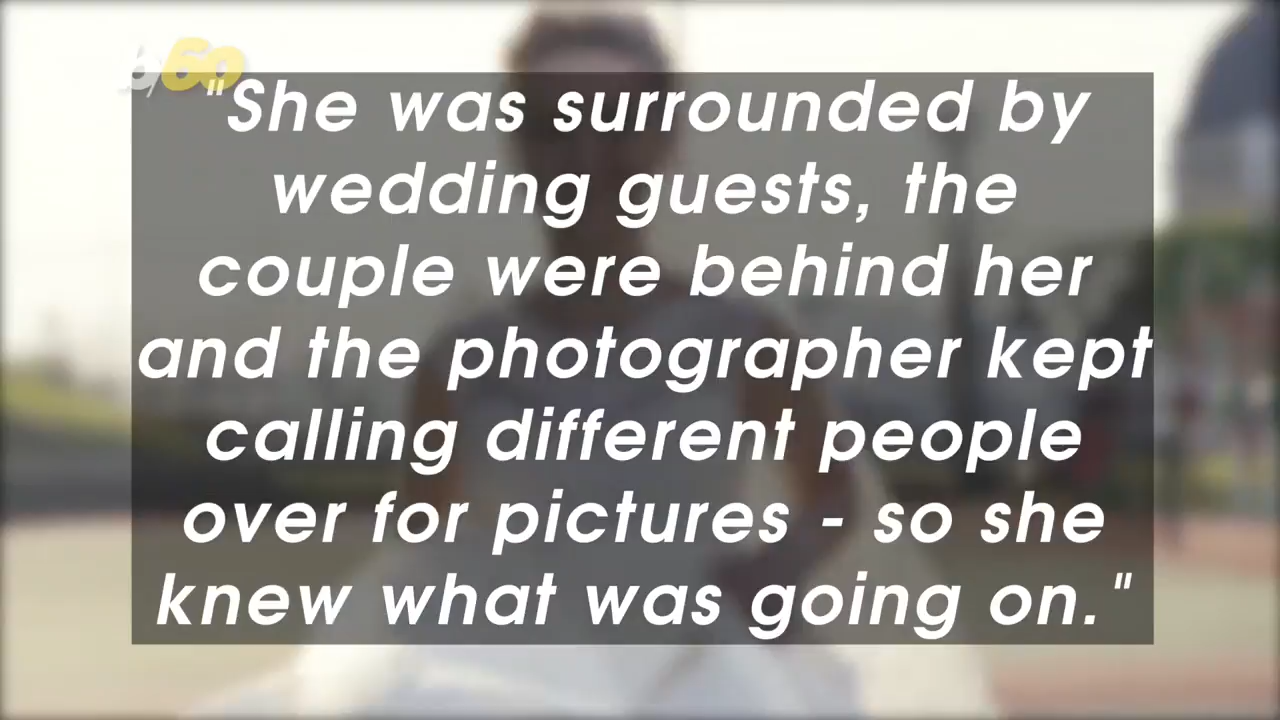 b60
"She was surrounded by
wedding guests, the
couple were behind her
and the photographer kept
calling different people
over for pictures - so she
knew what was going on."